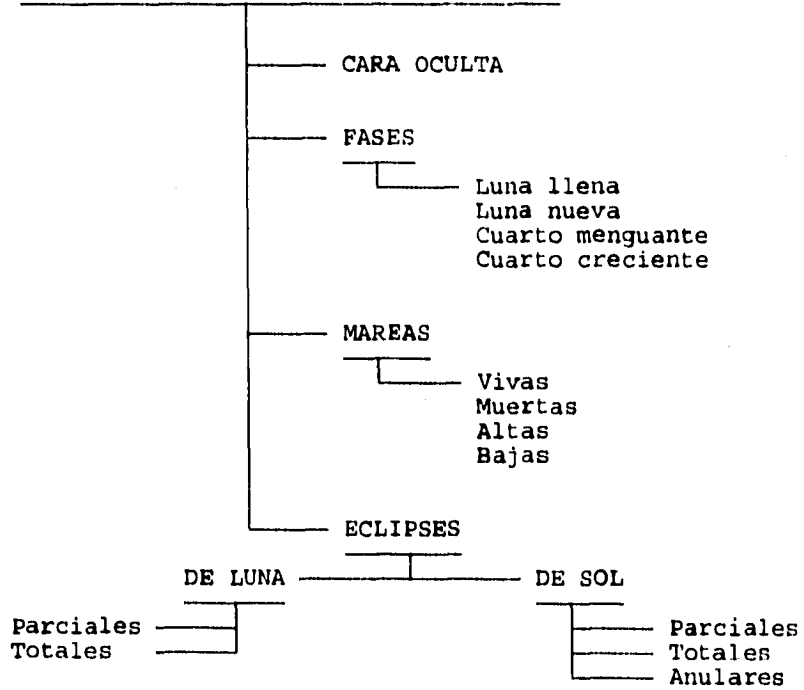 CARA OCULTA
FASES
Luna llena
Luna nueva
Cuarto menguante
Cuarto creciente
MAREAS
Vivas
Muertas
Altas
Bajas
ECLIPSES
DE LUNA
DE SOL
Parciales
Totales
Parciales
Totales
Anulares